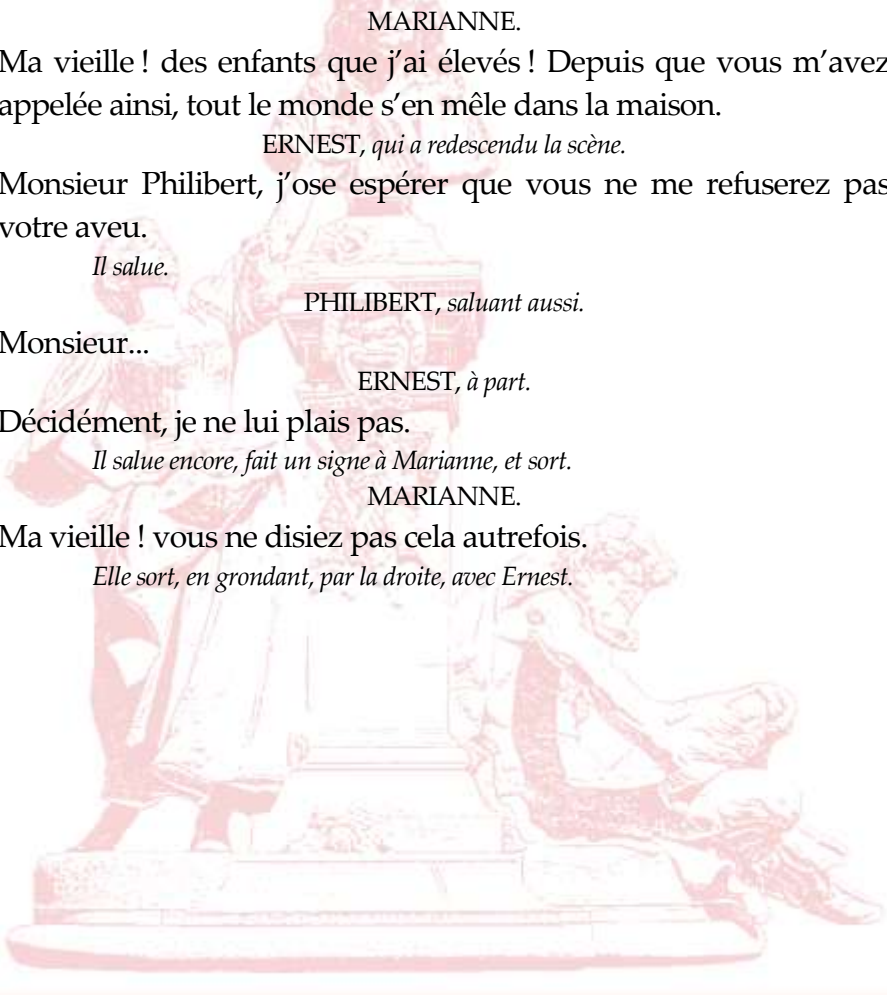 MARIANNE.
Ma vieille ! des enfants que j’ai élevés ! Depuis que vous m’avez
appelée ainsi, tout le monde s’en mêle dans la maison.
ERNEST, qui a redescendu la scène.
Monsieur Philibert, j’ose espérer que vous ne me refuserez pas
votre aveu.
Il salue.
PHILIBERT, saluant aussi.
Monsieur...
ERNEST, à part.
Décidément, je ne lui plais pas.
Il salue encore, fait un signe à Marianne, et sort.
MARIANNE.
Ma vieille ! vous ne disiez pas cela autrefois.
Elle sort, en grondant, par la droite, avec Ernest.